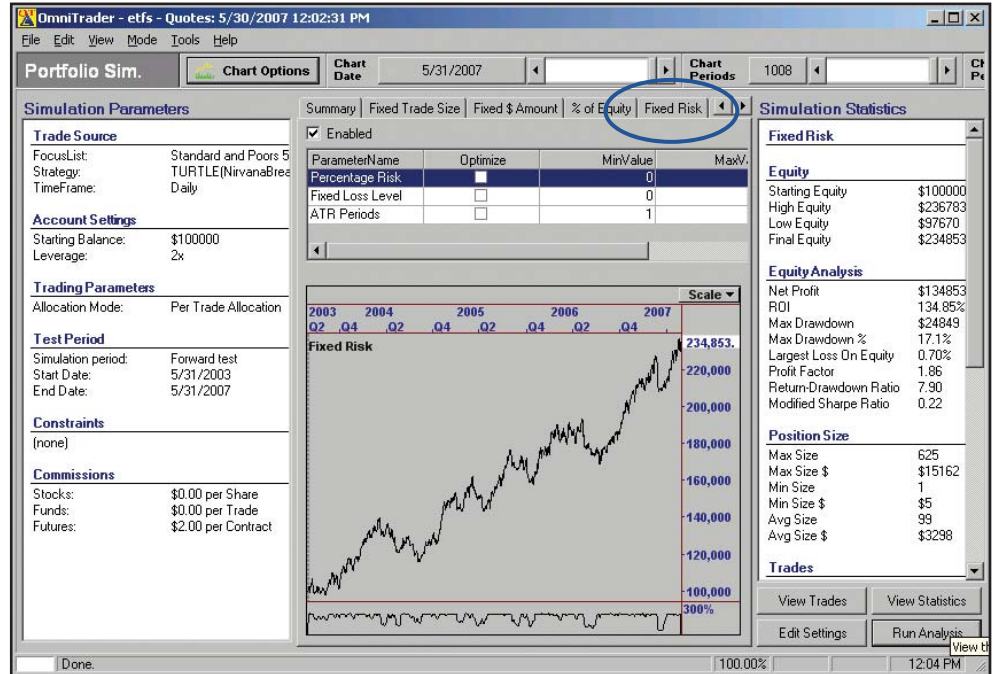 OmniTrader - etfs - Quotes: 5/30/2007 12:02:31 PM
File Edit View Mode Tools Help
Portfolio Sim.
Chart Options
Chart Date
5/31/2007
Chart Periods
1008
Simulation Parameters
Trade Source
FocusList: Standard and Poors 5
Strategy: TURTLE(NirvanaBrea
TimeFrame: Daily
Account Settings
Starting Balance: $100000
Leverage: 2x
Trading Parameters
Allocation Mode: Per Trade Allocation
Test Period
Simulation period: Forward test
Start Date: 5/31/2003
End Date: 5/31/2007
Constraints
(none)
Commissions
Stocks: $0.00 per Share
Funds: $0.00 per Trade
Futures: $2.00 per Contract
Summary Fixed Trade Size Fixed $ Amount % of Equity Fixed Risk
Enabled
ParameterName Optimize MinValue MaxV
Percentage Risk 0
Fixed Loss Level 0
ATR Periods 1
Scale
2003 2004 2005 2006 2007
Q2 ,Q4 ,Q2 ,Q4 ,Q2 ,Q4 ,Q2 ,Q4 ,
Fixed Risk
234,853.
220,000
200,000
180,000
160,000
140,000
120,000
100,000
300%
Simulation Statistics
Fixed Risk
Equity
Starting Equity $100000
High Equity $236783
Low Equity $97670
Final Equity $234853
Equity Analysis
Net Profit $134853
ROI 134.85%
Max Drawdown $24849
Max Drawdown % 17.1%
Largest Loss On Equity 0.70%
Profit Factor 1.86
Return-Drawdown Ratio 7.90
Modified Sharpe Ratio 0.22
Position Size
Max Size 625
Max Size $ $15162
Min Size 1
Min Size $ $5
Avg Size 99
Avg Size $ $3298
Trades
View Trades View Statistics
Edit Settings Run Analysis
View th
Done. 100.00% 12:04 PM